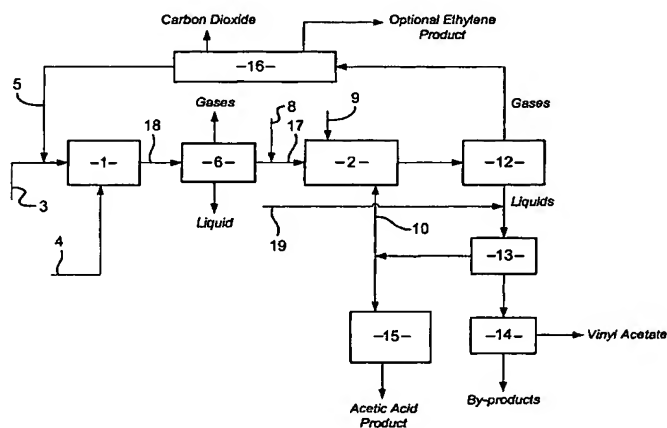 Carbon Dioxide
Optional Ethylene
Product
-16-
5
Gases
8
9
Gases
18
17
-1-
-6-
-2-
-12-
3
Liquid
Liquids
19
10
4
-13-
-15-
-14-
Vinyl Acetate
Acetic Acid
Product
By-products